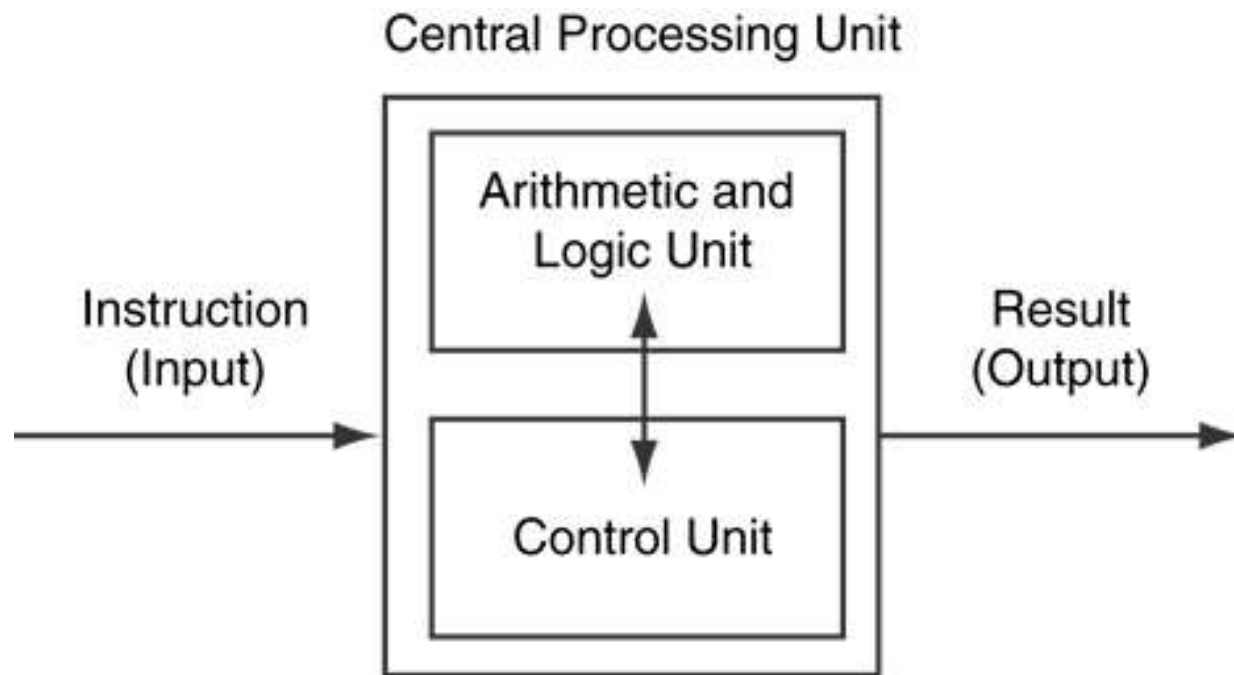 Central Processing Unit
Arithmetic and
Logic Unit
Instruction
(Input)
Result
(Output)
Control Unit